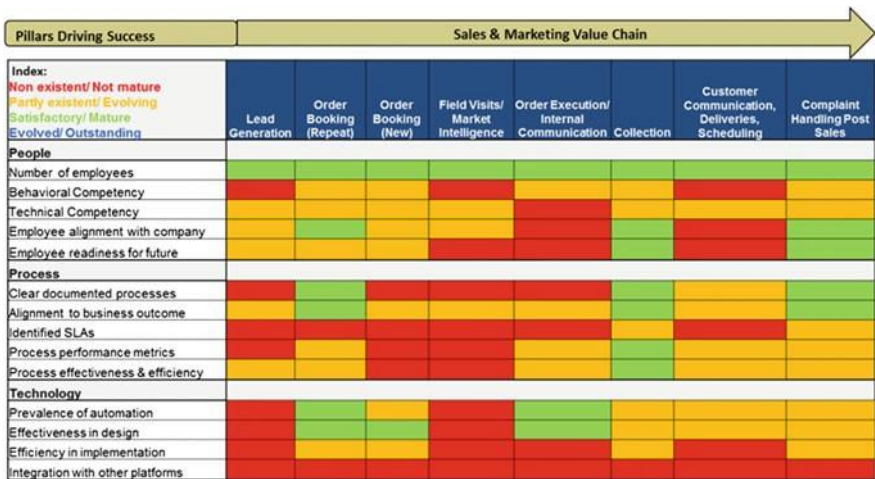 Pillars Driving Success
Sales & Marketing Value Chain
Index:
Non existent/ Not mature
Partly existent/ Evolving
Satisfactory/ Mature
Evolved/ Outstanding
Lead
Generation
Order
Booking
(Repeat)
Order
Booking
(New)
Field Visits/
Market
Intelligence
Order Execution/
Internal
Communication
Collection
Customer
Communication,
Deliveries,
Scheduling
Complaint
Handling Post
Sales
People
Number of employees
Behavioral Competency
Technical Competency
Employee alignment with company
Employee readiness for future
Process
Clear documented processes
Alignment to business outcome
Identified SLAs
Process performance metrics
Process effectiveness & efficiency
Technology
Prevalence of automation
Effectiveness in design
Efficiency in implementation
Integration with other platforms